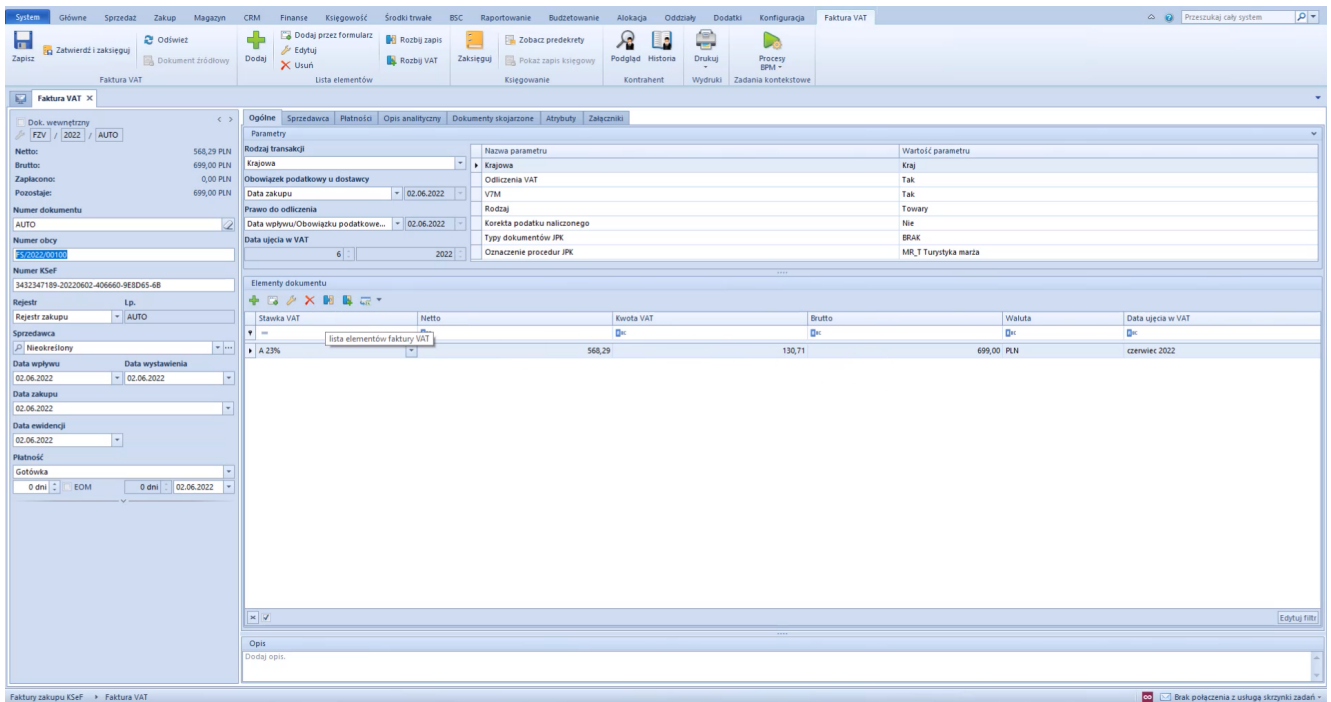 System Główne Sprzedaż Zakup Magazyn CRM Finanse Księgowość Środki trwałe BSC Raportowanie Budżetowanie Alokacja Oddziały Dodatki Konfiguracja Faktura VAT Przeszukaj cały system
Zapisz
Zatwierdź i zaksięguj
Odśwież
Dokument źródłowy
Faktura VAT
Dodaj
Dodaj przez formularz
Edytuj
Usuń
Rozbij zapis
Rozbij VAT
Lista elementów
Zaksięguj
Zobacz predekrety
Pokaż zapis księgowy
Księgowanie
Podgląd Historia
Kontrahent
Drukuj
Wydruki
Procesy
BPM
Zadania kontekstowe
Faktura VAT
Dok. wewnętrzny
FZV / 2022 / AUTO
Netto: 568,29 PLN
Brutto: 699,00 PLN
Zapłacono: 0,00 PLN
Pozostaje: 699,00 PLN
Numer dokumentu
AUTO
Numer obcy
FS/2022/00100
Numer KSeF
3432347189-20220602-406660-9E8D65-6B
Rejestr Lp.
Rejestr zakupu AUTO
Sprzedawca
Nieokreślony
Data wpływu Data wystawienia
02.06.2022 02.06.2022
Data zakupu
02.06.2022
Data ewidencji
02.06.2022
Płatność
Gotówka
0 dni EOM 0 dni 02.06.2022
Ogólne Sprzedawca Płatności Opis analityczny Dokumenty skojarzone Atrybuty Załączniki
Parametry
Rodzaj transakcji
Krajowa
Obowiązek podatkowy u dostawcy
Data zakupu 02.06.2022
Prawo do odliczenia
Data wpływu/Obowiązku podatkowe... 02.06.2022
Data ujęcia w VAT
6 2022
Nazwa parametru Wartość parametru
Krajowa Kraj
Odliczenia VAT Tak
V7M Tak
Rodzaj Towary
Korekta podatku naliczonego Nie
Typy dokumentów JPK BRAK
Oznaczenie procedur JPK MR_T Turystyka marża
Elementy dokumentu
Stawka VAT Netto Kwota VAT Brutto Waluta Data ujęcia w VAT
lista elementów faktury VAT
A 23% 568,29 130,71 699,00 PLN czerwiec 2022
Edytuj filtr
Opis
Dodaj opis.
Faktury zakupu KSeF Faktura VAT
Brak połączenia z usługą skrzynki zadań